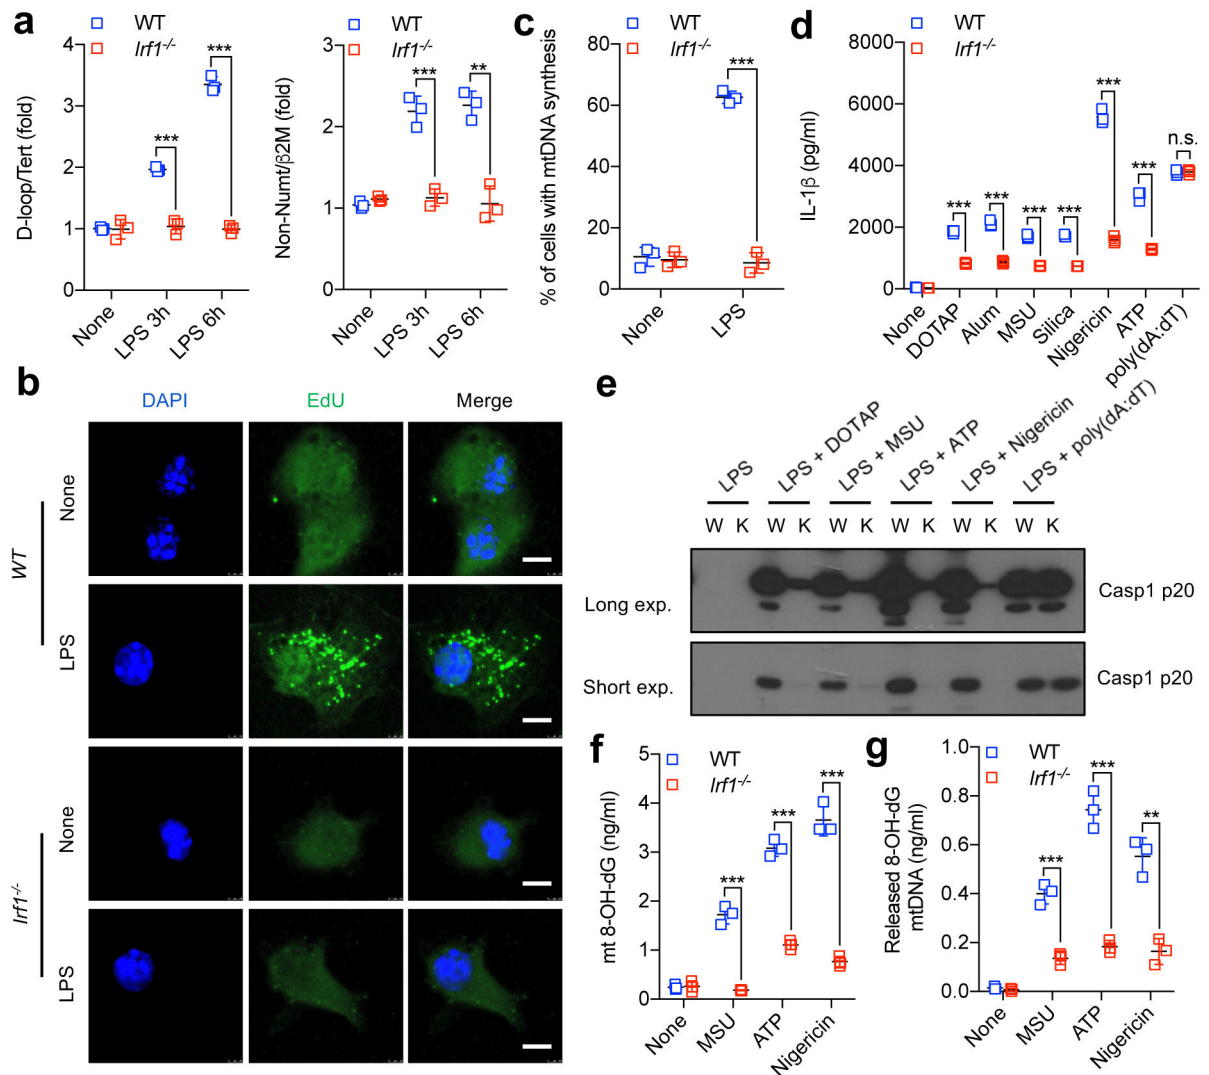 a
WT
Irf1-/-
D-loop/Tert (fold)
4
3
2
1
0
***
***
None
LPS 3h
LPS 6h
WT
Irf1-/-
Non-Numt/β2M (fold)
3
2
1
0
***
**
None
LPS 3h
LPS 6h
c
WT
Irf1-/-
% of cells with mtDNA synthesis
80
60
40
20
0
***
None
LPS
d
WT
Irf1-/-
IL-1β (pg/ml)
8000
6000
4000
2000
0
***
***
***
***
***
***
n.s.
None
DOTAP
Alum
MSU
Silica
Nigericin
ATP
poly(dA:dT)
b
DAPI
EdU
Merge
WT
None
LPS
Irf1-/-
None
LPS
e
LPS
LPS + DOTAP
LPS + MSU
LPS + ATP
LPS + Nigericin
LPS + poly(dA:dT)
W K W K W K W K W K W K
Long exp.
Casp1 p20
Short exp.
Casp1 p20
f
WT
Irf1-/-
mt 8-OH-dG (ng/ml)
5
4
3
2
1
0
***
***
***
None
MSU
ATP
Nigericin
g
WT
Irf1-/-
Released 8-OH-dG
mtDNA (ng/ml)
1.0
0.8
0.6
0.4
0.2
0.0
***
***
**
None
MSU
ATP
Nigericin